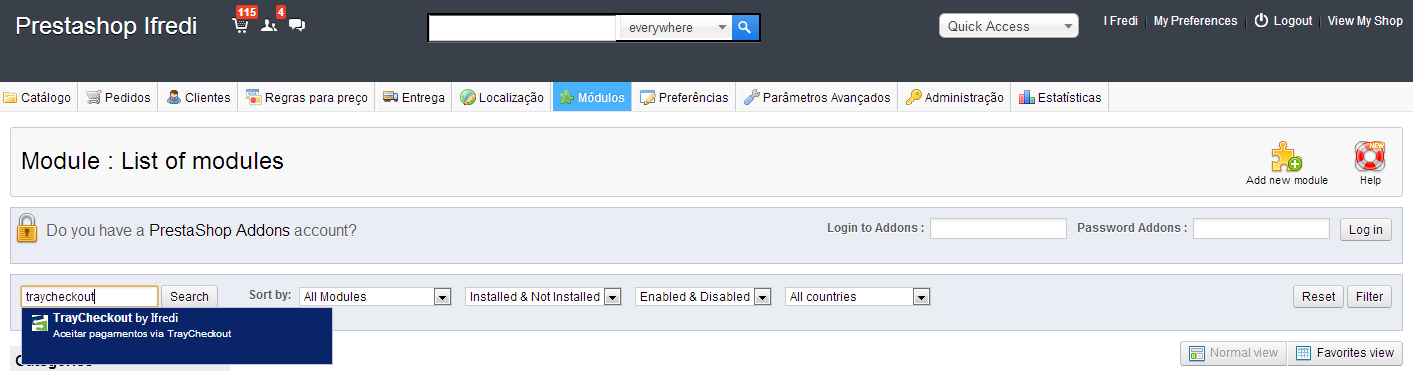 Prestashop Ifredi
115
4
everywhere
Quick Access
I Fredi
My Preferences
Logout
View My Shop
Catálogo
Pedidos
Clientes
Regras para preço
Entrega
Localização
Módulos
Preferências
Parâmetros Avançados
Administração
Estatísticas
Module : List of modules
NEW
Add new module
Help
Do you have a PrestaShop Addons account?
Login to Addons :
Password Addons :
Log in
traycheckout
Search
Sort by:
All Modules
Installed & Not Installed
Enabled & Disabled
All countries
Reset
Filter
TrayCheckout by Ifredi
Aceitar pagamentos via TrayCheckout
Normal view
Favorites view